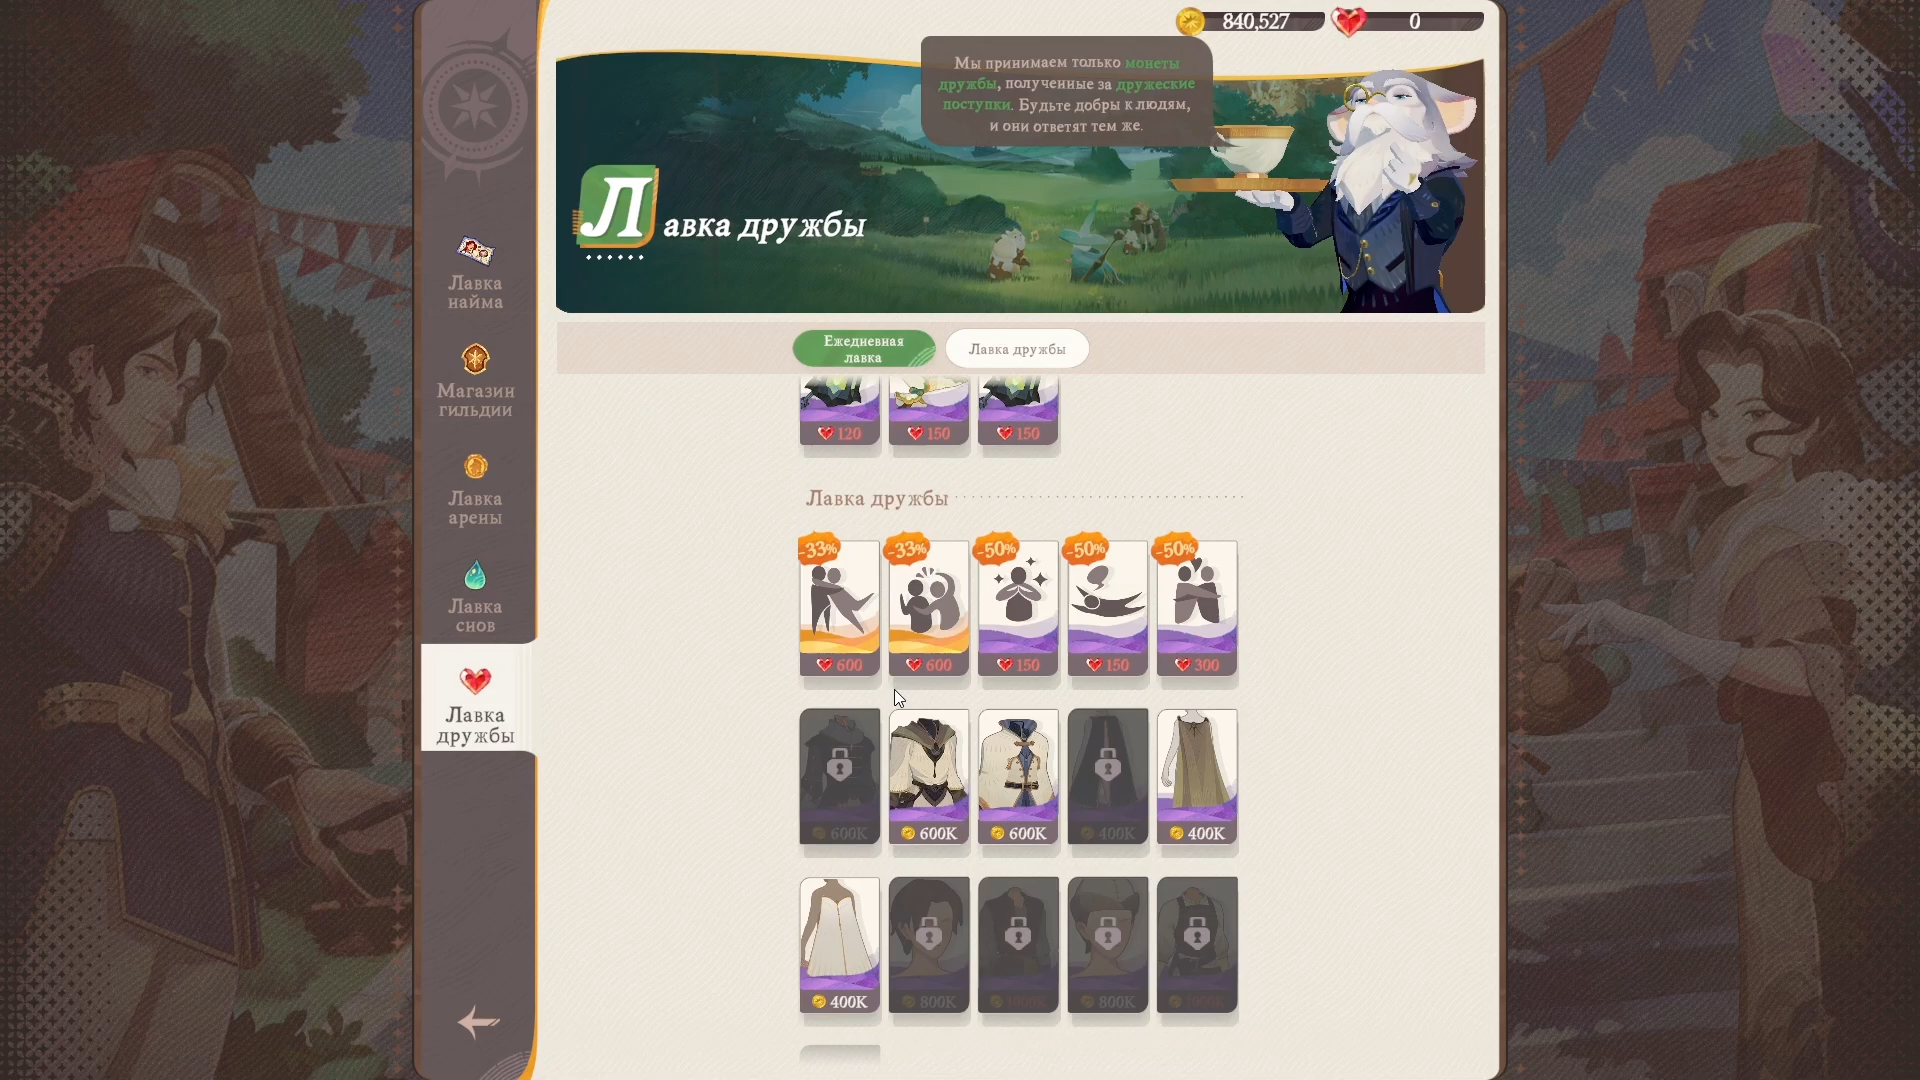 840,527
0
Мы принимаем только монеты
дружбы, полученные за дружеские
поступки. Будьте добры к людям,
и они ответят тем же.
Лавка дружбы
Лавка
найма
Магазин
гильдии
Лавка
арены
Лавка
снов
Лавка
дружбы
Ежедневная
лавка
Лавка дружбы
120
150
150
Лавка дружбы
-33%
-33%
-50%
-50%
-50%
600
600
150
150
300
600K
600K
600K
400K
400K
400K
800K
1000K
800K
1000K